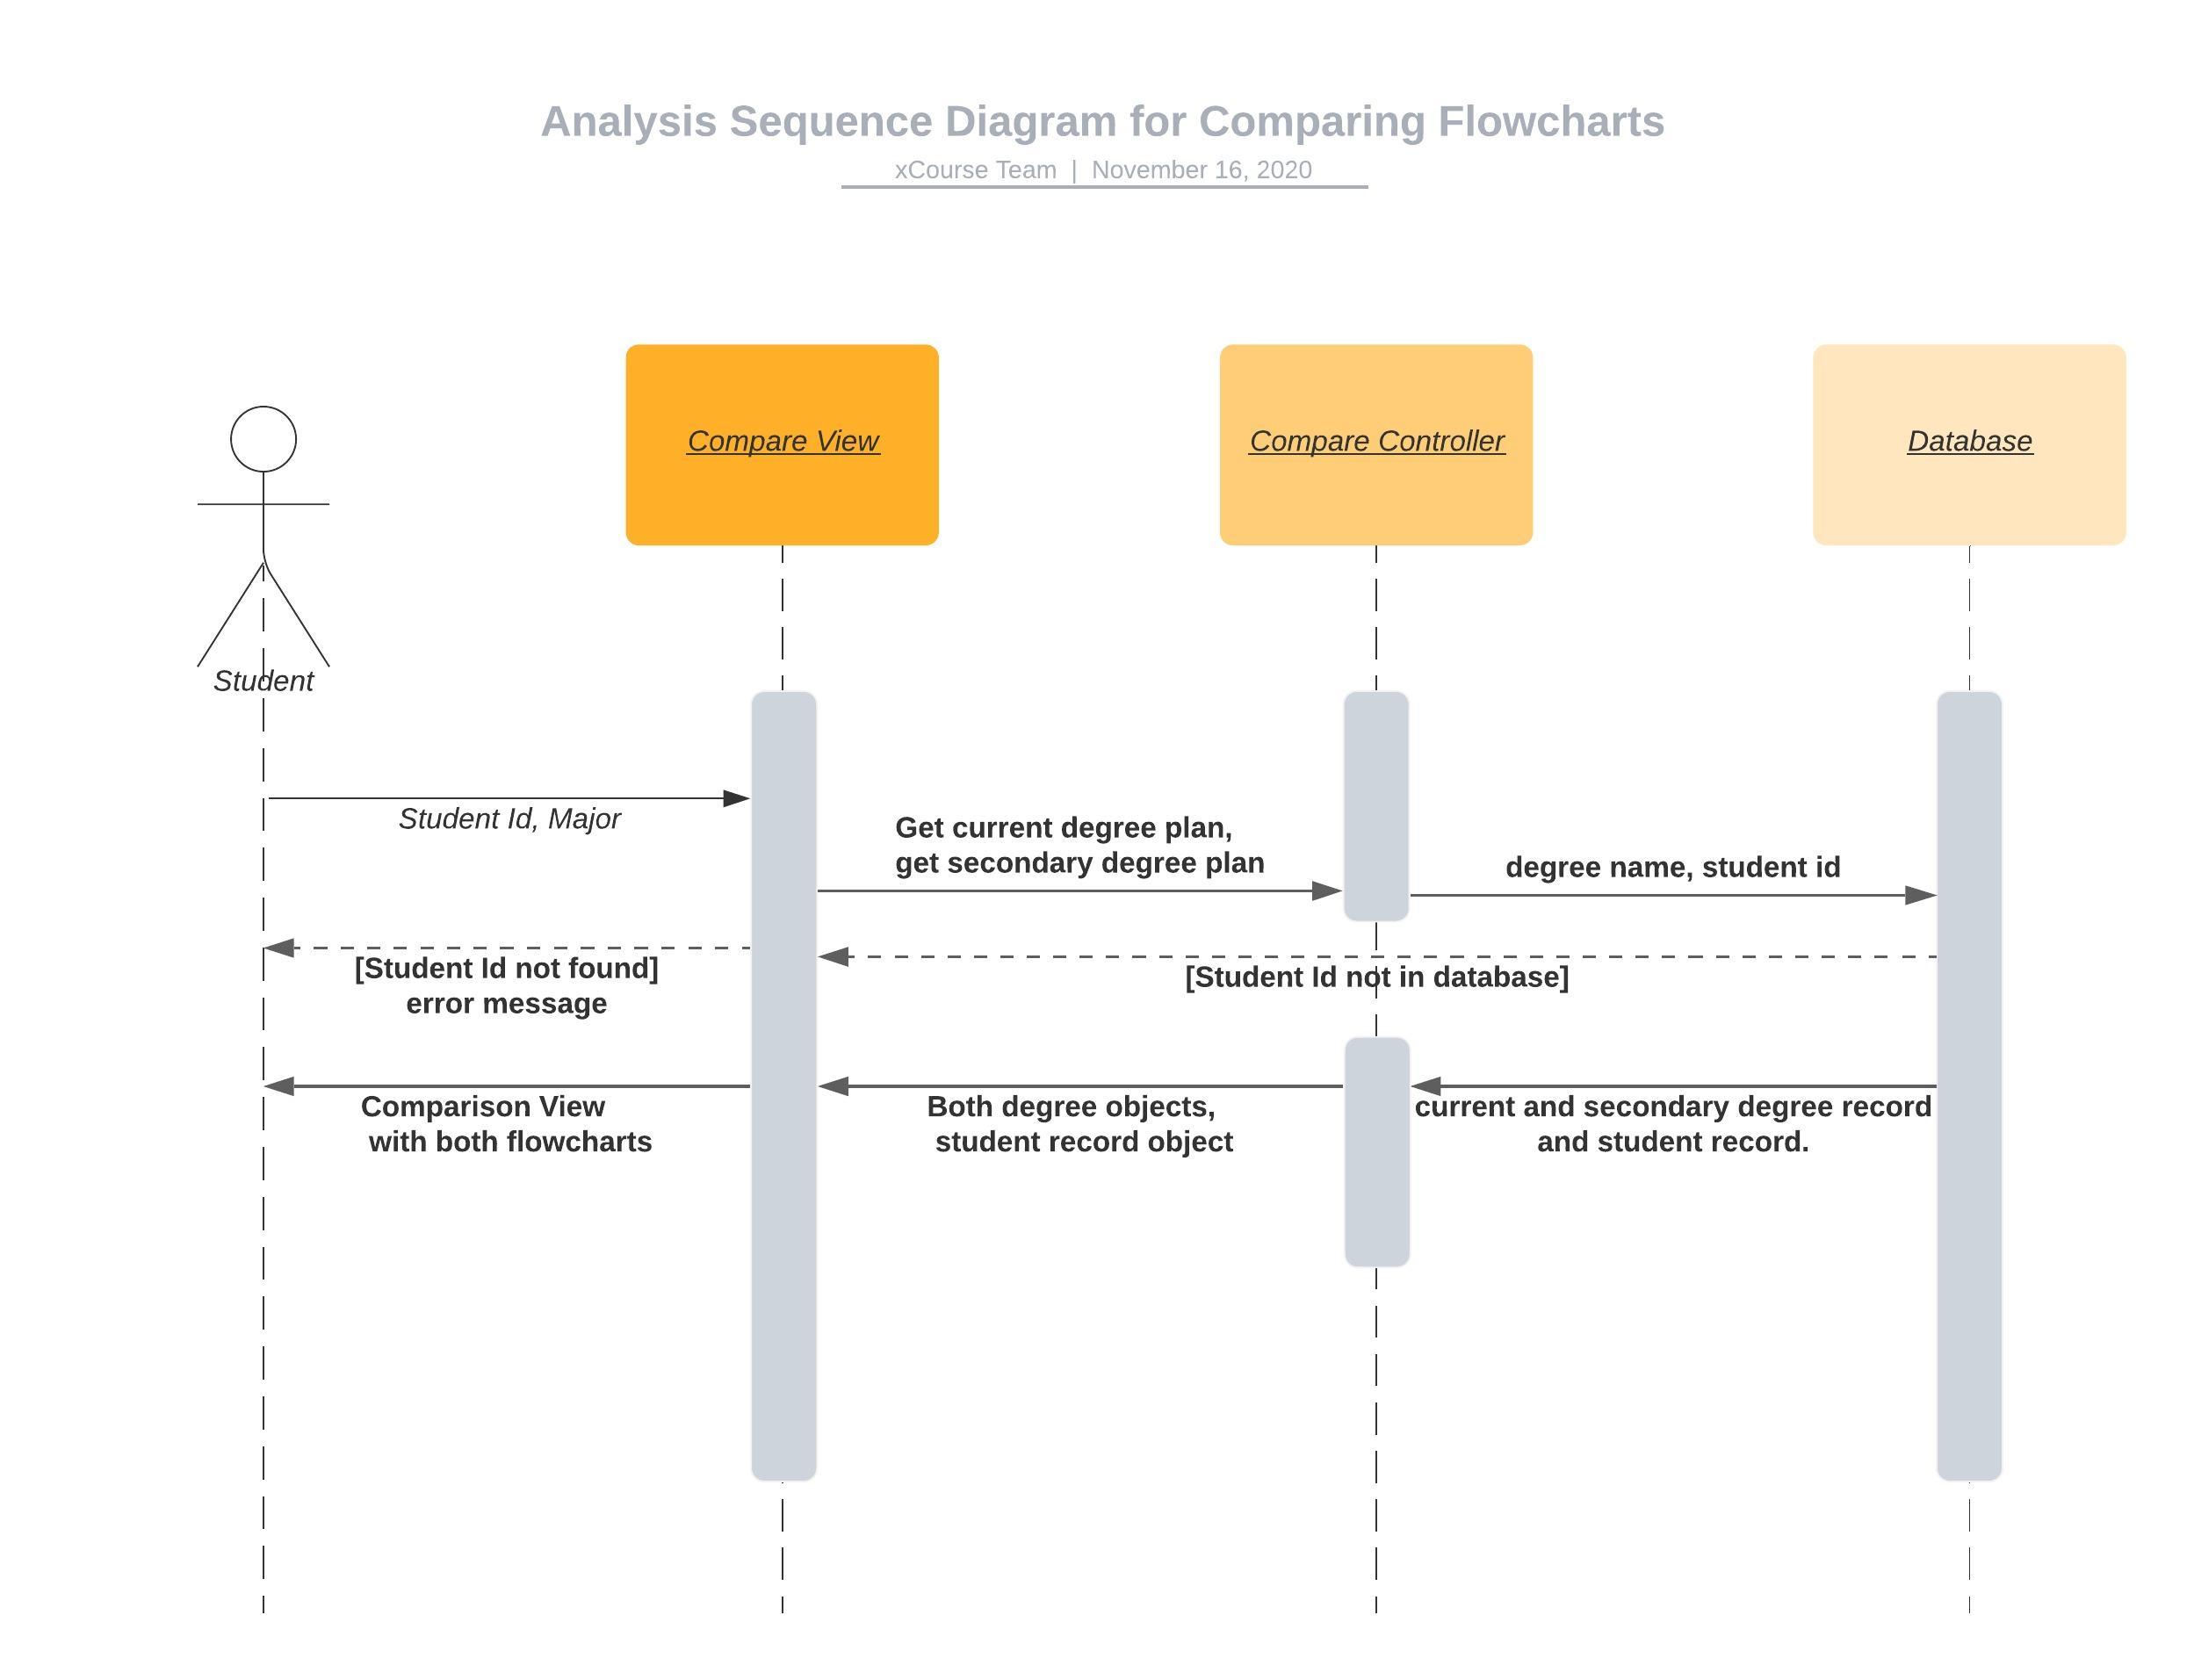 Analysis Sequence Diagram for Comparing Flowcharts
xCourse Team | November 16, 2020
Compare View
Compare Controller
Database
Student
Student Id, Major
Get current degree plan,
get secondary degree plan
degree name, student id
[Student Id not found]
error message
[Student Id not in database]
Comparison View
with both flowcharts
Both degree objects,
student record object
current and secondary degree record
and student record.